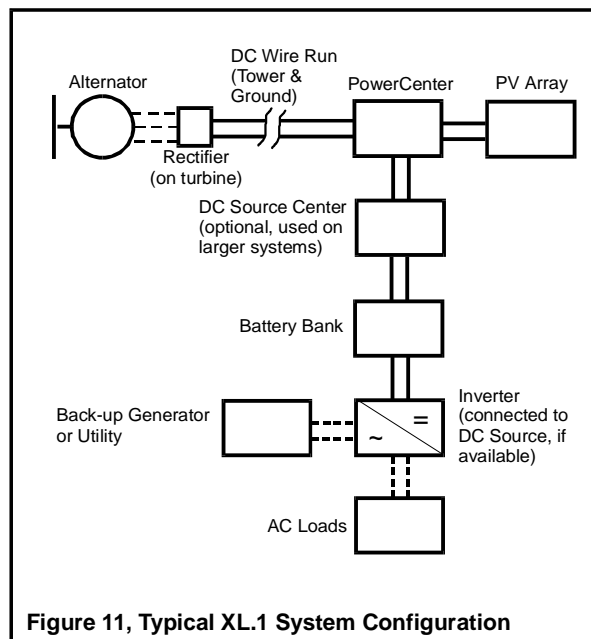 DC Wire Run
(Tower &
Ground)
Alternator
PowerCenter
PV Array
Rectifier
(on turbine)
DC Source Center
(optional, used on
larger systems)
Battery Bank
Back-up Generator
or Utility
=
~
Inverter
(connected to
DC Source, if
available)
AC Loads
Figure 11, Typical XL.1 System Configuration